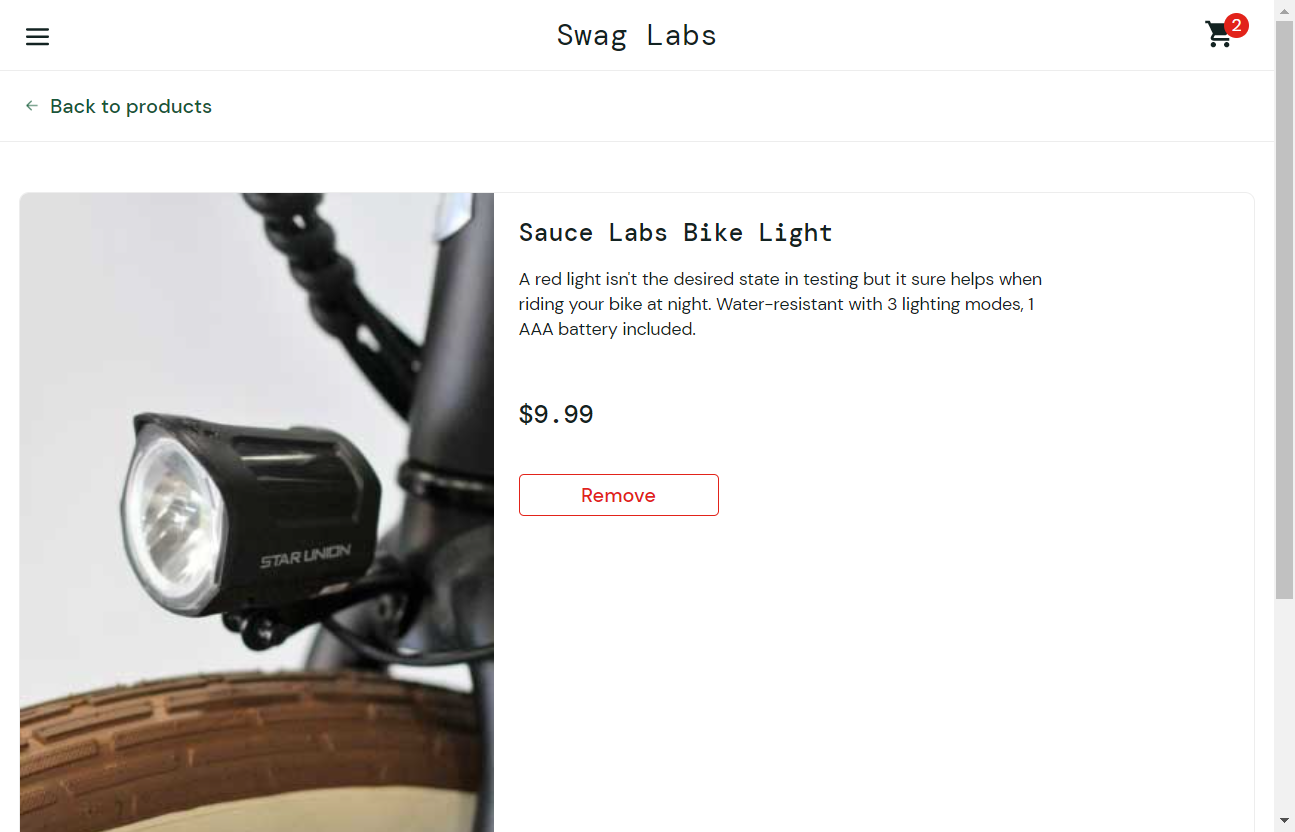 Swag Labs
2
Back to products
Sauce Labs Bike Light
A red light isn't the desired state in testing but it sure helps when
riding your bike at night. Water-resistant with 3 lighting modes, 1
AAA battery included.
$9.99
Remove
STAR UNION